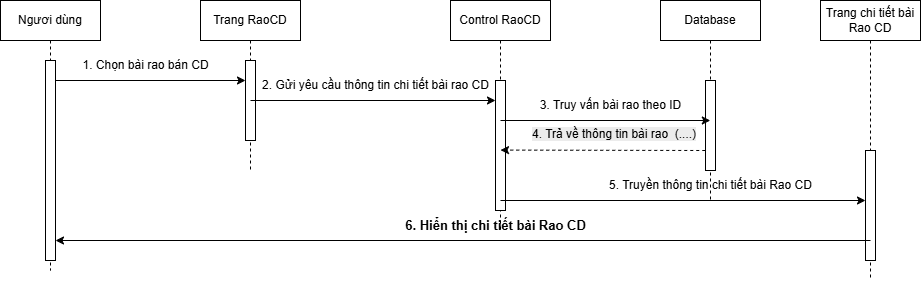 Ngươi dùng
Trang RaoCD
Control RaoCD
Database
Trang chi tiết bài
Rao CD
1. Chọn bài rao bán CD
2. Gửi yêu cầu thông tin chi tiết bài rao CD
3. Truy vấn bài rao theo ID
4. Trả về thông tin bài rao (....)
5. Truyền thông tin chi tiết bài Rao CD
6. Hiển thị chi tiết bài Rao CD